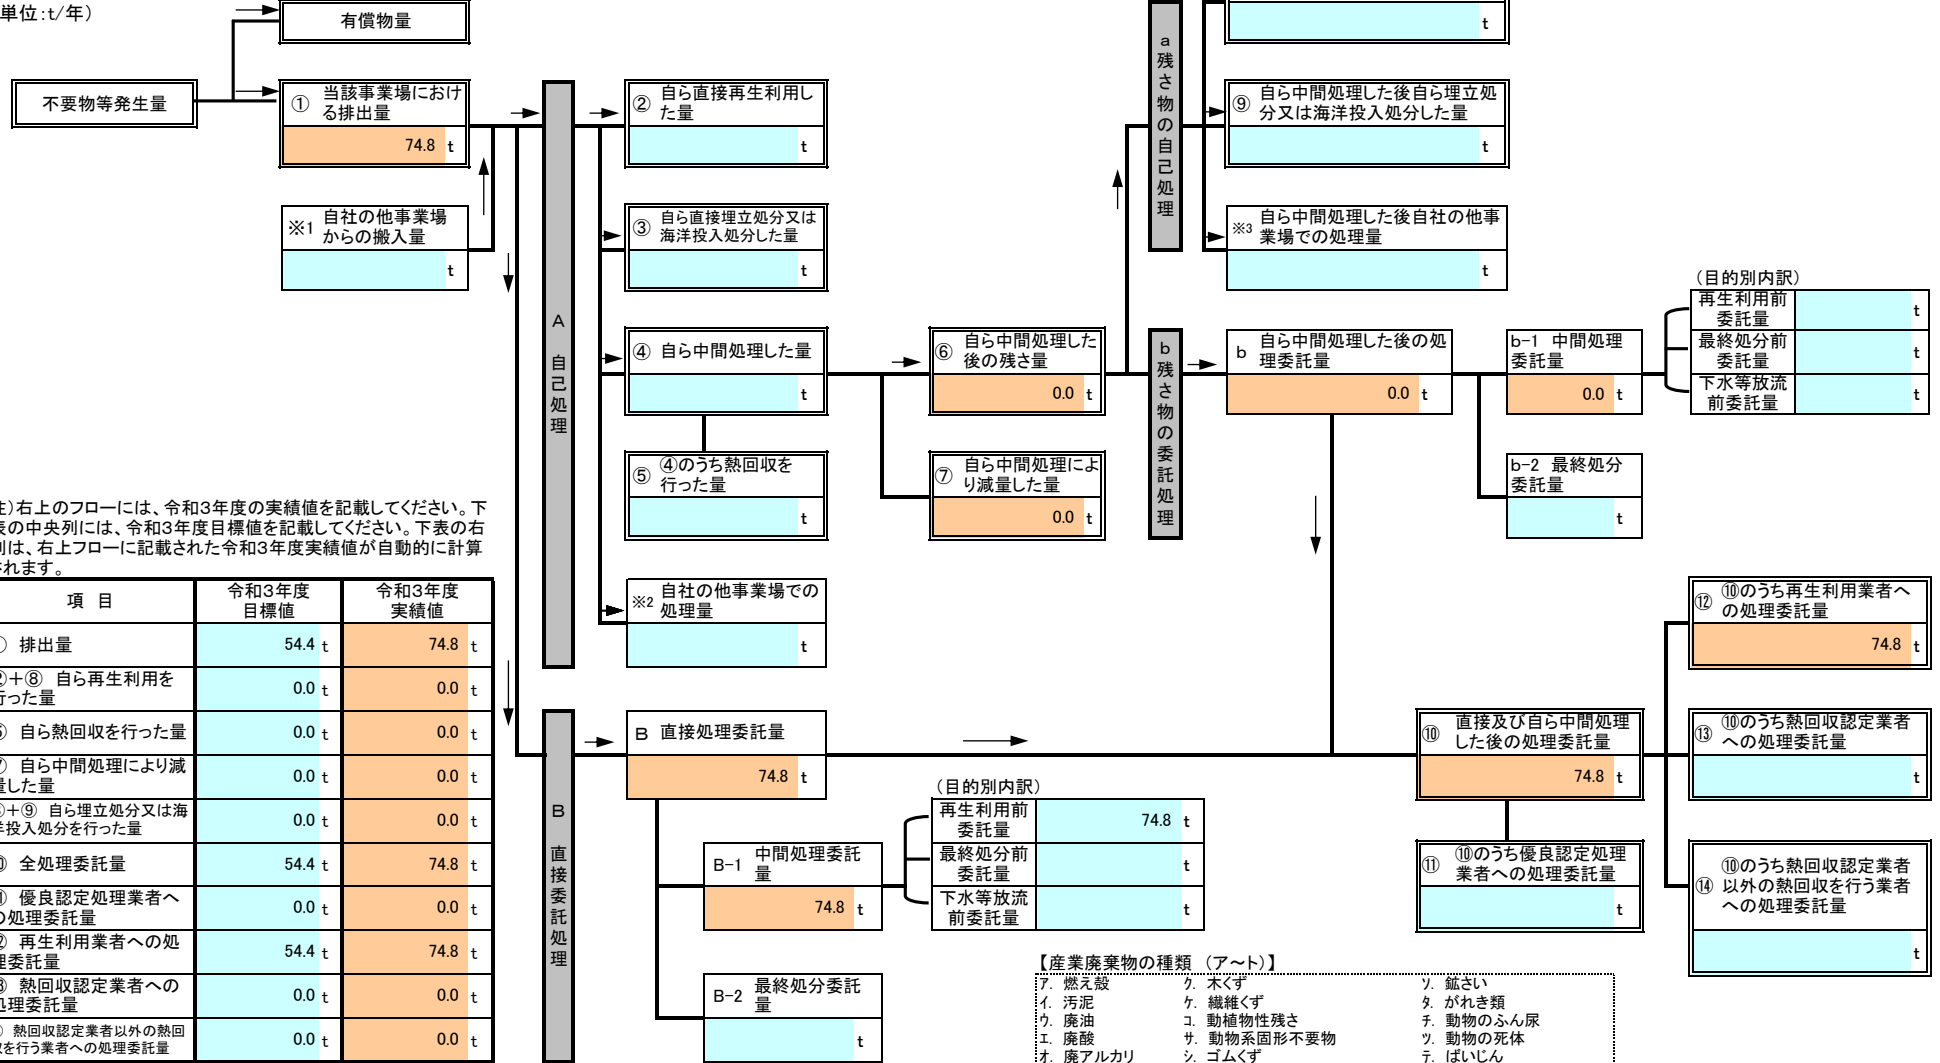 単位:t/年）
有償物量
不要物等発生量
① 当該事業場におけ
る排出量
74.8 t
※1 自社の他事業場
からの搬入量
t
A 自己処理
② 自ら直接再生利用し
た量
t
③ 自ら直接埋立処分又は
海洋投入処分した量
t
④ 自ら中間処理した量
t
⑤ ④のうち熱回収を
行った量
t
※2 自社の他事業場での
処理量
t
⑥ 自ら中間処理した
後の残さ量
0.0 t
⑦ 自ら中間処理によ
り減量した量
0.0 t
a 残さ物の自己処理
t
⑨ 自ら中間処理した後自ら埋立処
分又は海洋投入処分した量
t
※3 自ら中間処理した後自社の他事
業場での処理量
t
b 残さ物の委託処理
b 自ら中間処理した後の処
理委託量
0.0 t
b-1 中間処理
委託量
0.0 t
b-2 最終処分
委託量
t
（目的別内訳）
再生利用前
委託量
t
最終処分前
委託量
t
下水等放流
前委託量
t
注）右上のフローには、令和3年度の実績値を記載してください。下
表の中央列には、令和3年度目標値を記載してください。下表の右
列は、右上フローに記載された令和3年度実績値が自動的に計算
されます。
項 目
令和3年度
目標値
令和3年度
実績値
① 排出量 54.4 t 74.8 t
②+⑧ 自ら再生利用を
行った量 0.0 t 0.0 t
⑤ 自ら熱回収を行った量 0.0 t 0.0 t
⑦ 自ら中間処理により減
量した量 0.0 t 0.0 t
③+⑨ 自ら埋立処分又は海
洋投入処分を行った量 0.0 t 0.0 t
⑩ 全処理委託量 54.4 t 74.8 t
⑪ 優良認定処理業者へ
の処理委託量 0.0 t 0.0 t
⑫ 再生利用業者への処
理委託量 54.4 t 74.8 t
⑬ 熱回収認定業者への
処理委託量 0.0 t 0.0 t
⑭ 熱回収認定業者以外の熱回
収を行う業者への処理委託量 0.0 t 0.0 t
B 直接委託処理
B 直接処理委託量
74.8 t
B-1 中間処理委託
量
74.8 t
B-2 最終処分委託
量
t
（目的別内訳）
再生利用前
委託量
74.8 t
最終処分前
委託量
t
下水等放流
前委託量
t
⑩ 直接及び自ら中間処理
した後の処理委託量
74.8 t
⑪ ⑩のうち優良認定処理
業者への処理委託量
t
⑫ ⑩のうち再生利用業者へ
の処理委託量
74.8 t
⑬ ⑩のうち熱回収認定業者
への処理委託量
t
⑭ ⑩のうち熱回収認定業者
以外の熱回収を行う業者
への処理委託量
t
【産業廃棄物の種類 （ア～ト）】
ア. 燃え殻 ク. 木くず ソ. 鉱さい
イ. 汚泥 ケ. 繊維くず タ. がれき類
ウ. 廃油 コ. 動植物性残さ チ. 動物のふん尿
エ. 廃酸 サ. 動物系固形不要物 ツ. 動物の死体
オ. 廃アルカリ シ. ゴムくず テ. ばいじん